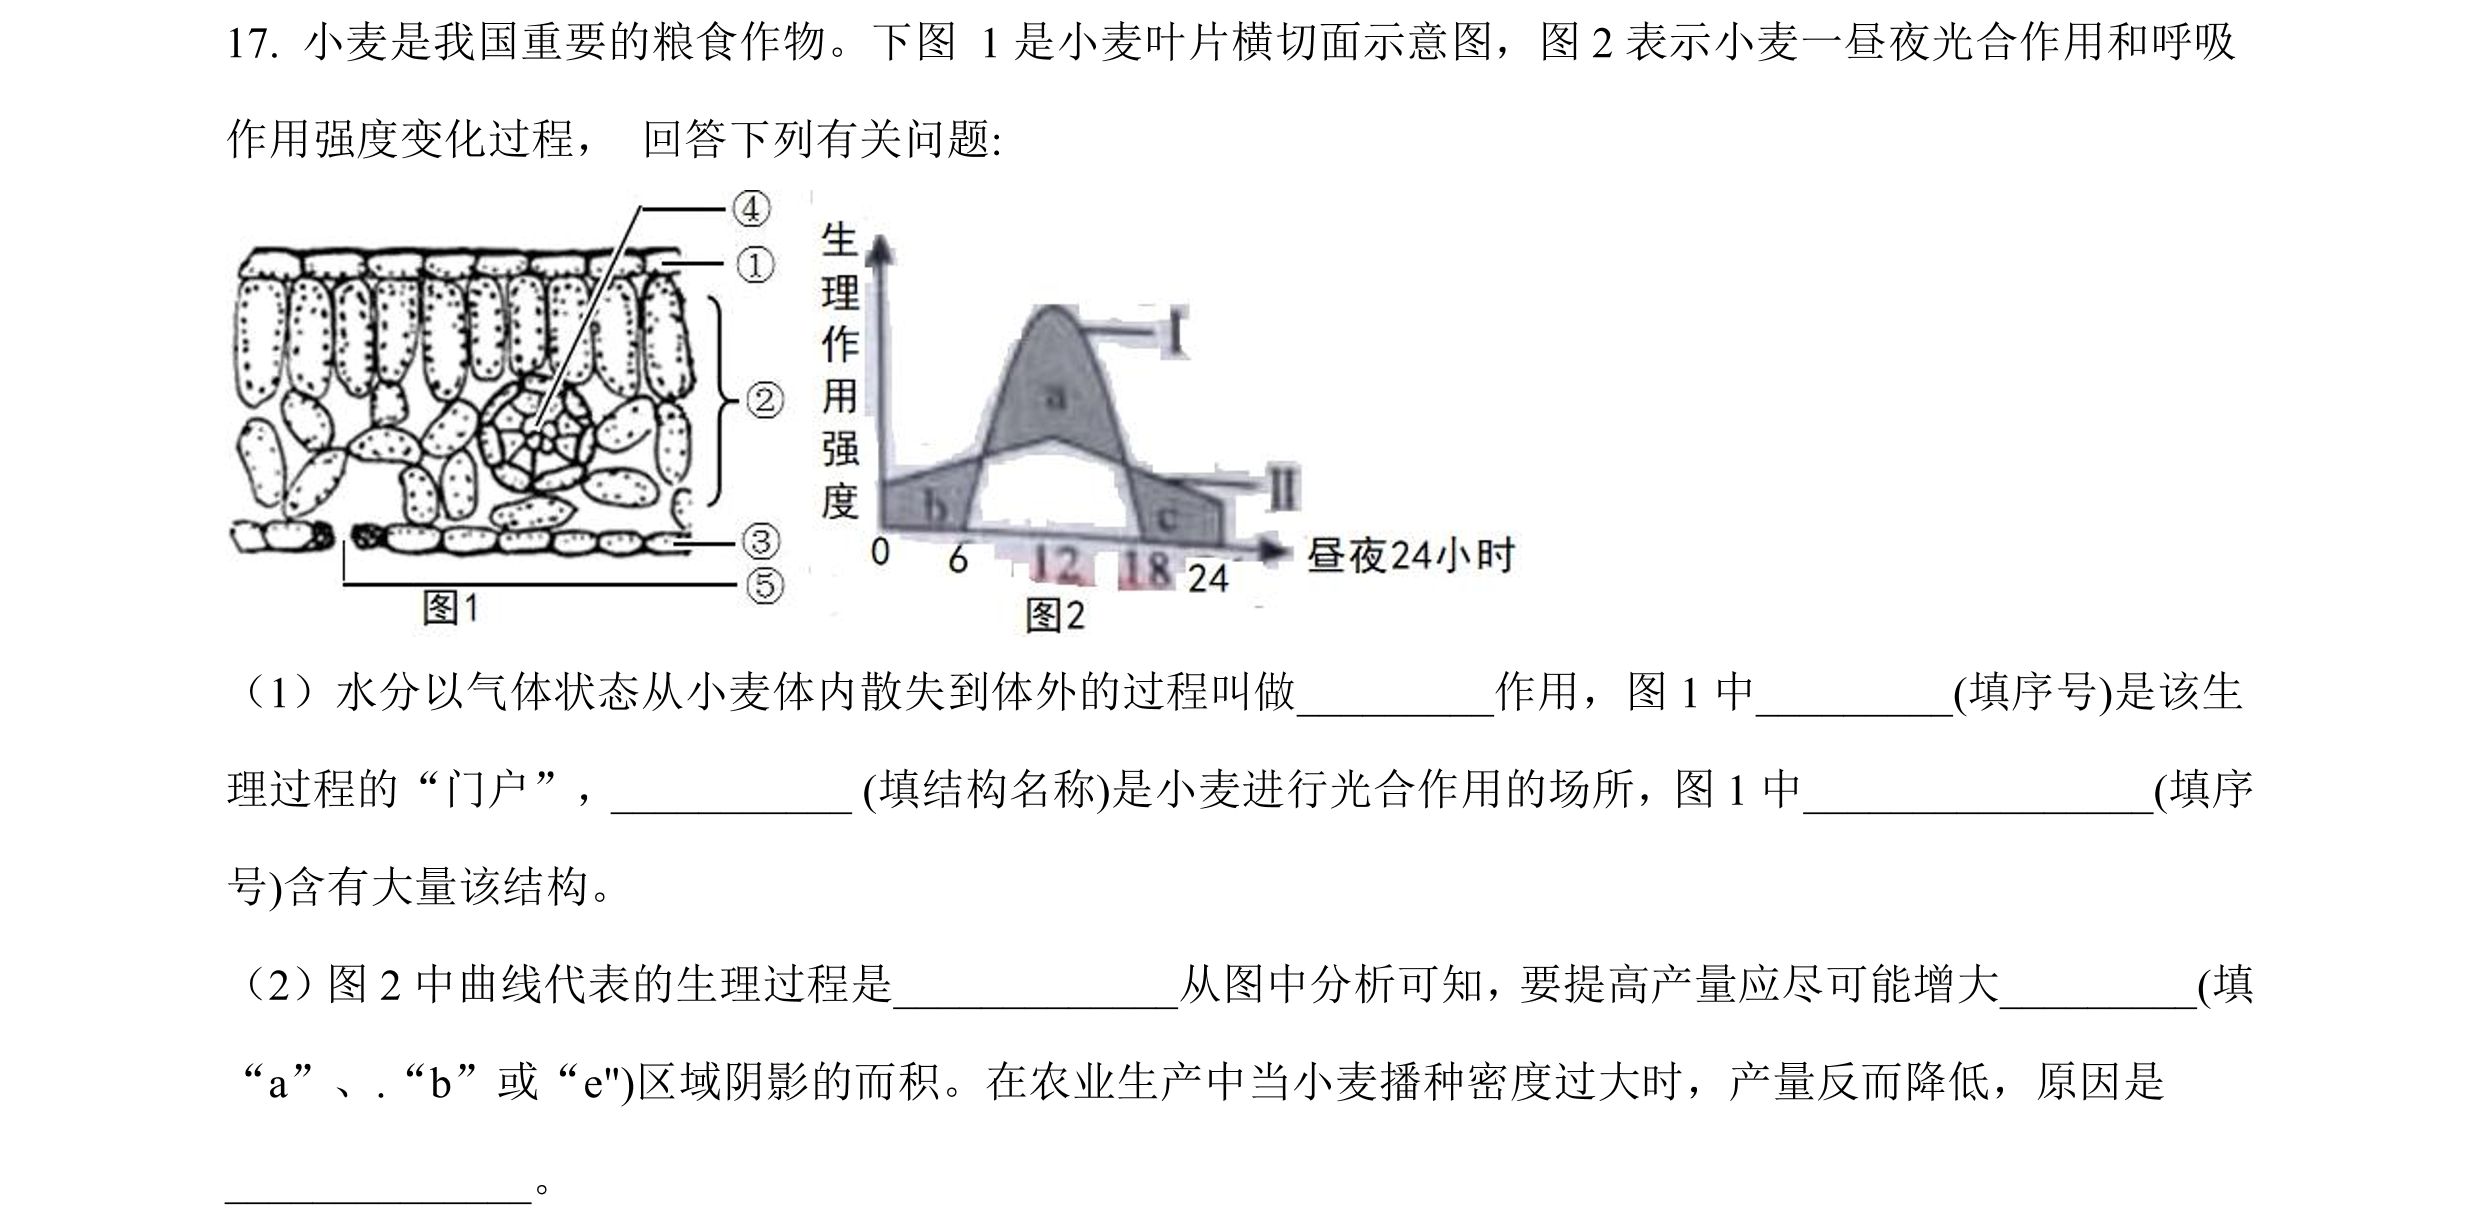 17. 小麦是我国重要的粮食作物。下图 1 是小麦叶片横切面示意图，图 2 表示小麦一昼夜光合作用和呼吸
作用强度变化过程， 回答下列有关问题:
④
①
②
③
⑤
图1
生理作用强度
I
a
II
b
c
0 6 12 18 24
昼夜24小时
图2
（1）水分以气体状态从小麦体内散失到体外的过程叫做_________作用，图 1 中_________(填序号)是该生
理过程的“门户”，___________ (填结构名称)是小麦进行光合作用的场所，图 1 中________________(填序
号)含有大量该结构。
（2）图 2 中曲线代表的生理过程是_____________从图中分析可知，要提高产量应尽可能增大_________(填
“a”、.“b”或“e")区域阴影的而积。在农业生产中当小麦播种密度过大时，产量反而降低，原因是
______________。